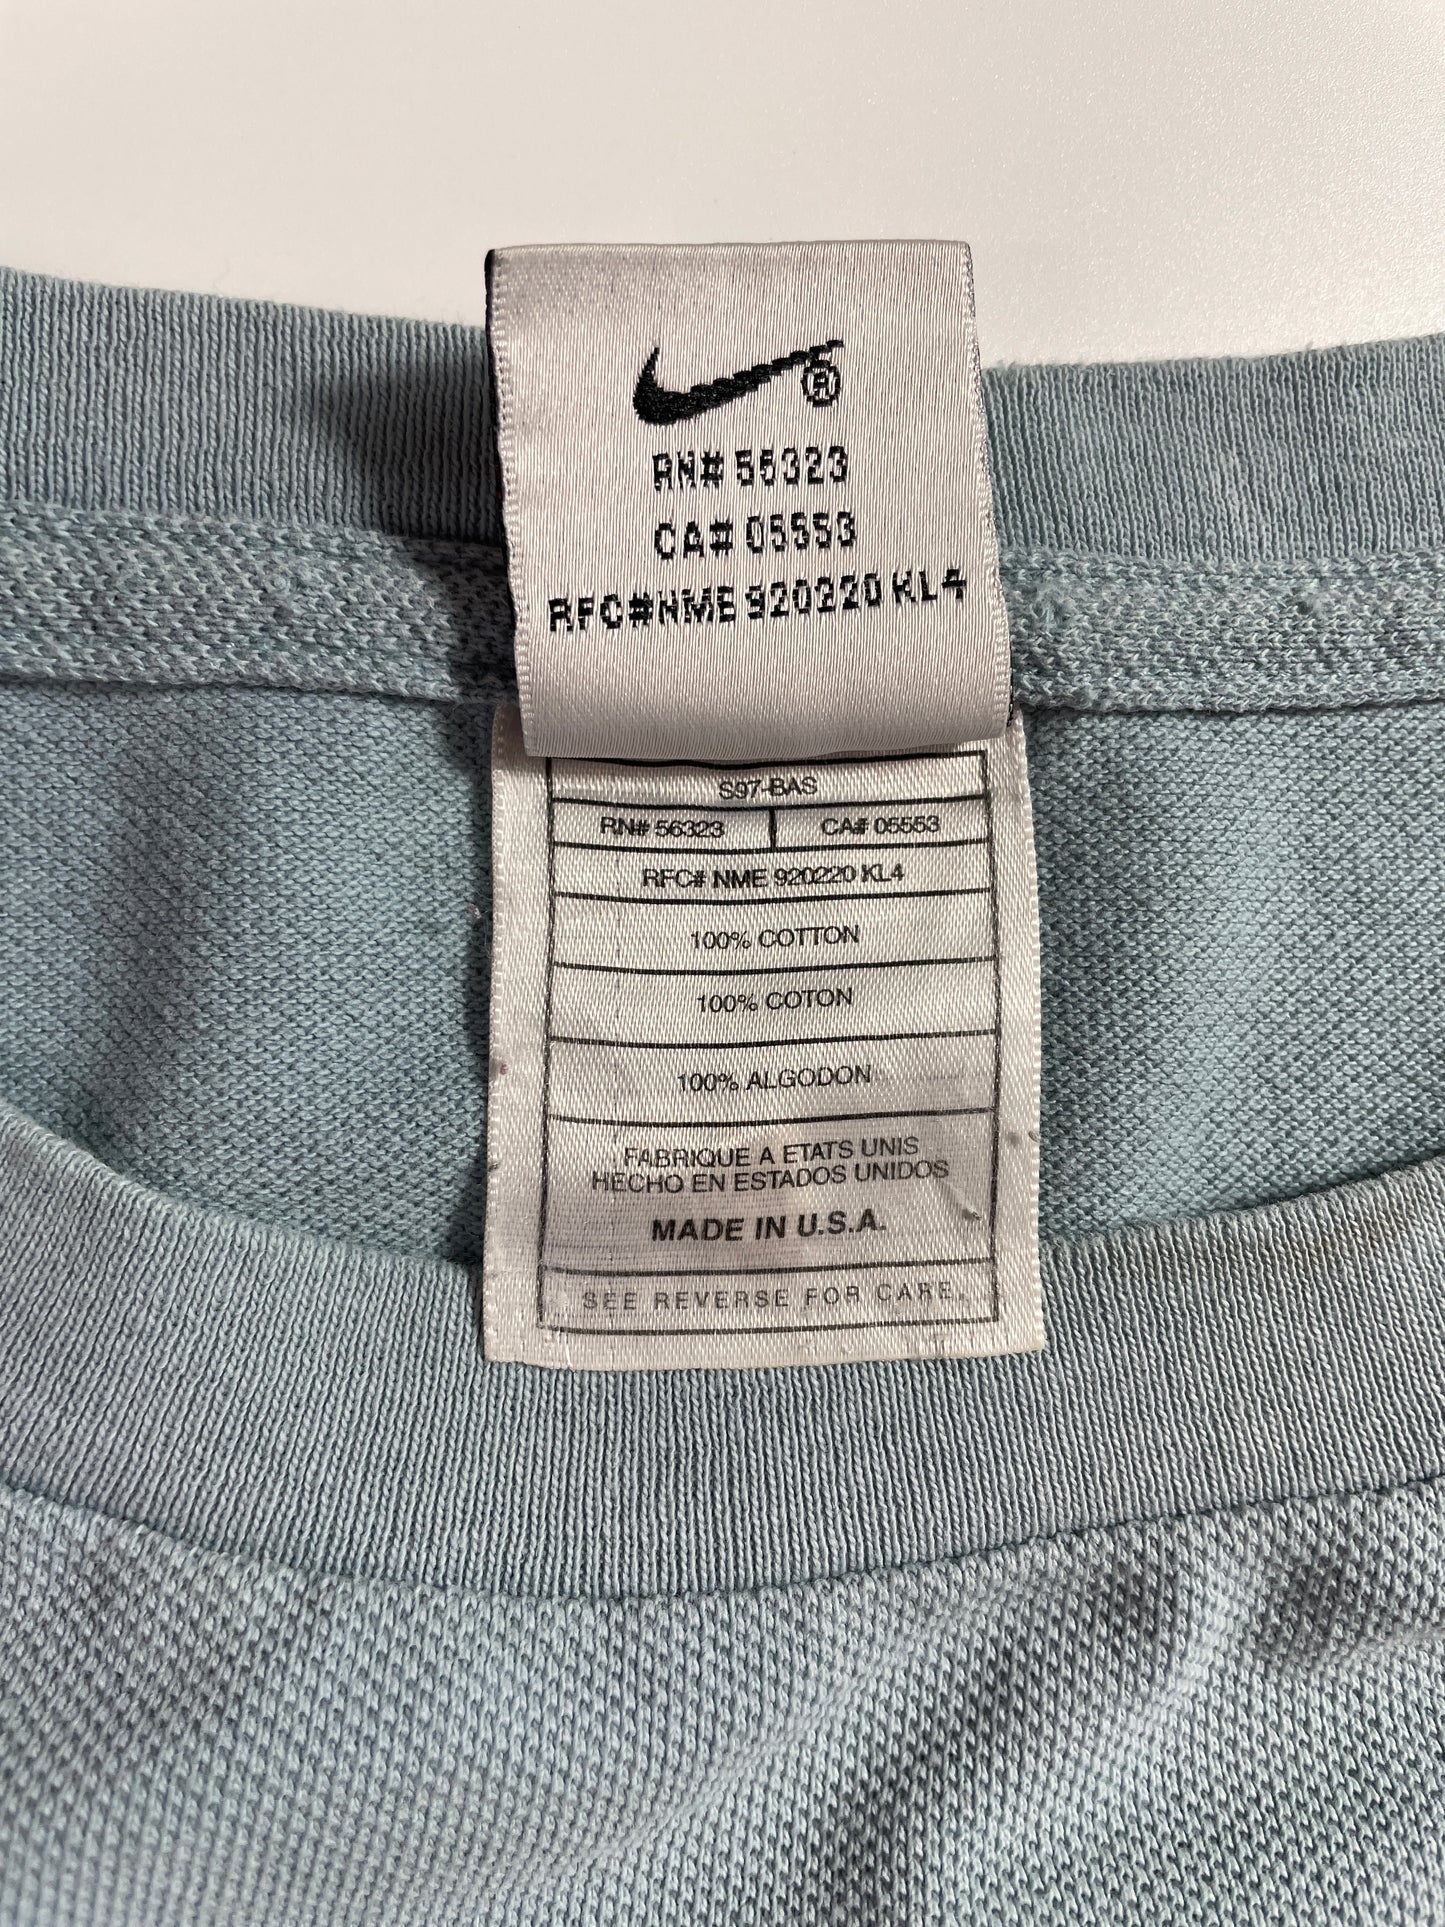 RN# 56323
CA# 05553
RFC#NME 920220 KL4
S97-BAS
RN# 56323
CA# 05553
RFC# NME 920220 KL4
100% COTTON
100% COTON
100% ALGODON
FABRIQUE A ETATS UNIS
HECHO EN ESTADOS UNIDOS
MADE IN U.S.A.
SEE REVERSE FOR CARE.